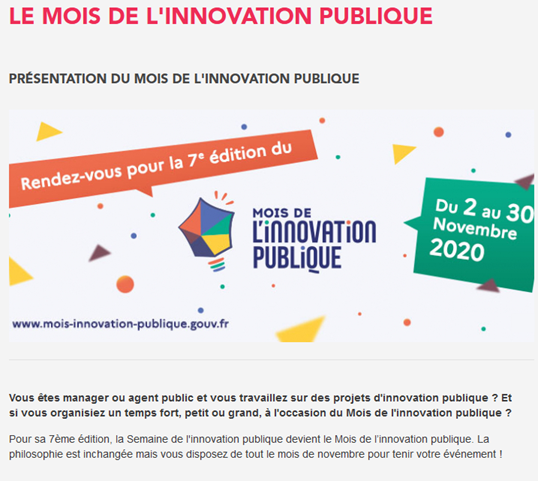 LE MOIS DE L'INNOVATION PUBLIQUE
PRÉSENTATION DU MOIS DE L'INNOVATION PUBLIQUE
Rendez-vous pour la 7e édition du
MOIS DE
L'INNOVATION
PUBLIQUE
Du 2 au 30
Novembre
2020
www.mois-innovation-publique.gouv.fr
Vous êtes manager ou agent public et vous travaillez sur des projets d'innovation publique ? Et
si vous organisiez un temps fort, petit ou grand, à l'occasion du Mois de l'innovation publique ?
Pour sa 7ème édition, la Semaine de l'innovation publique devient le Mois de l’innovation publique. La
philosophie est inchangée mais vous disposez de tout le mois de novembre pour tenir votre événement !